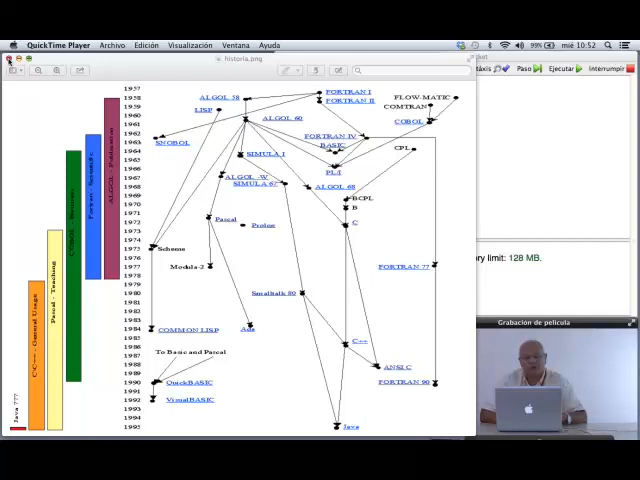 QuickTime Player Archivo Edición Visualización Ventana Ayuda
99% mié 10:52
historia.png
Paso Ejecutar Interrumpir
1957
1958
1959
1960
1961
1962
1963
1964
1965
1966
1967
1968
1969
1970
1971
1972
1973
1974
1975
1976
1977
1978
1979
1980
1981
1982
1983
1984
1985
1986
1987
1988
1989
1990
1991
1992
1993
1994
1995
FORTRAN I
ALGOL 58
FORTRAN II
FLOW-MATIC
COMTRAN
LISP
ALGOL 60
COBOL
FORTRAN IV
SNOBOL
BASIC
CPL
SIMULA I
PL/I
ALGOL -W
SIMULA 67
ALGOL 68
BCPL
B
Pascal
C
Prolog
Scheme
Modula-2
FORTRAN 77
Smalltalk 80
COMMON LISP
Ada
C++
To Basic and Pascal
ANSI C
QuickBASIC
FORTRAN 90
VisualBASIC
Java
Java ???
C/C++ - General Usage
Pascal - Teaching
COBOL - Business
Fortran - Scientific
ALGOL - Publication
ory limit: 128 MB.
Grabación de película